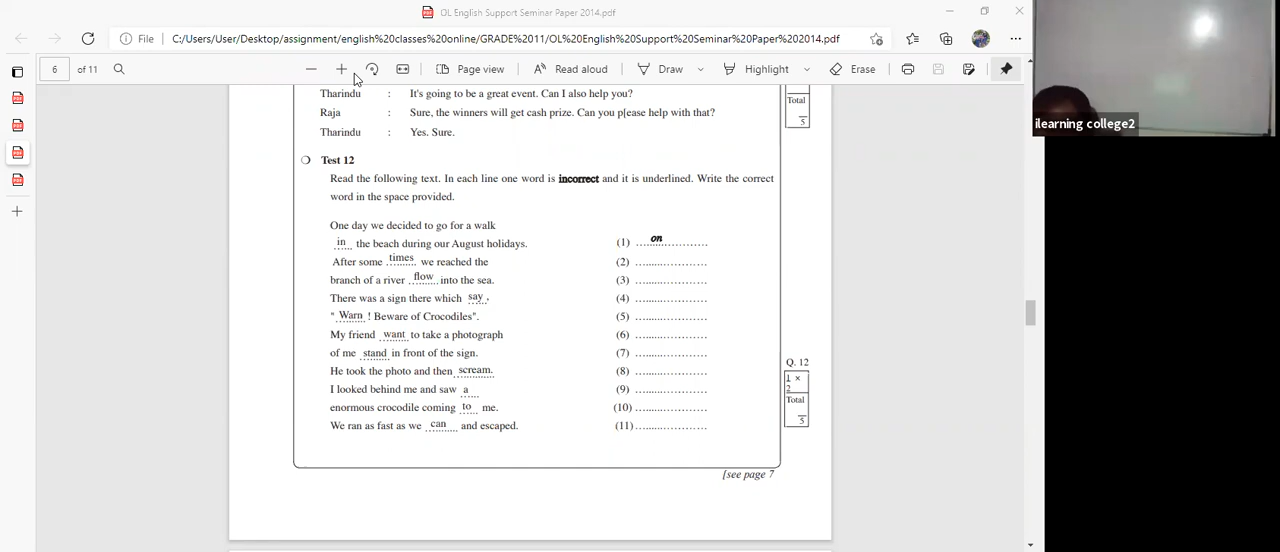 OL English Support Seminar Paper 2014.pdf
File C:/Users/User/Desktop/assignment/english%20classes%20online/GRADE%2011/OL%20English%20Support%20Seminar%20Paper%202014.pdf
6 of 11 Page view Read aloud Draw Highlight Erase
ilearning college2
Tharindu : It's going to be a great event. Can I also help you?
Raja : Sure, the winners will get cash prize. Can you please help with that?
Tharindu : Yes. Sure.
Total
5
Test 12
Read the following text. In each line one word is incorrect and it is underlined. Write the correct
word in the space provided.
One day we decided to go for a walk
in the beach during our August holidays. (1) ...on...............
After some times we reached the (2) ....................
branch of a river flow into the sea. (3) ....................
There was a sign there which say, (4) ....................
" Warn ! Beware of Crocodiles". (5) ....................
My friend want to take a photograph (6) ....................
of me stand in front of the sign. (7) ....................
He took the photo and then scream. (8) ....................
I looked behind me and saw a (9) ....................
enormous crocodile coming to me. (10) ....................
We ran as fast as we can and escaped. (11) ....................
Q. 12
1 ×
2
Total
5
[see page 7